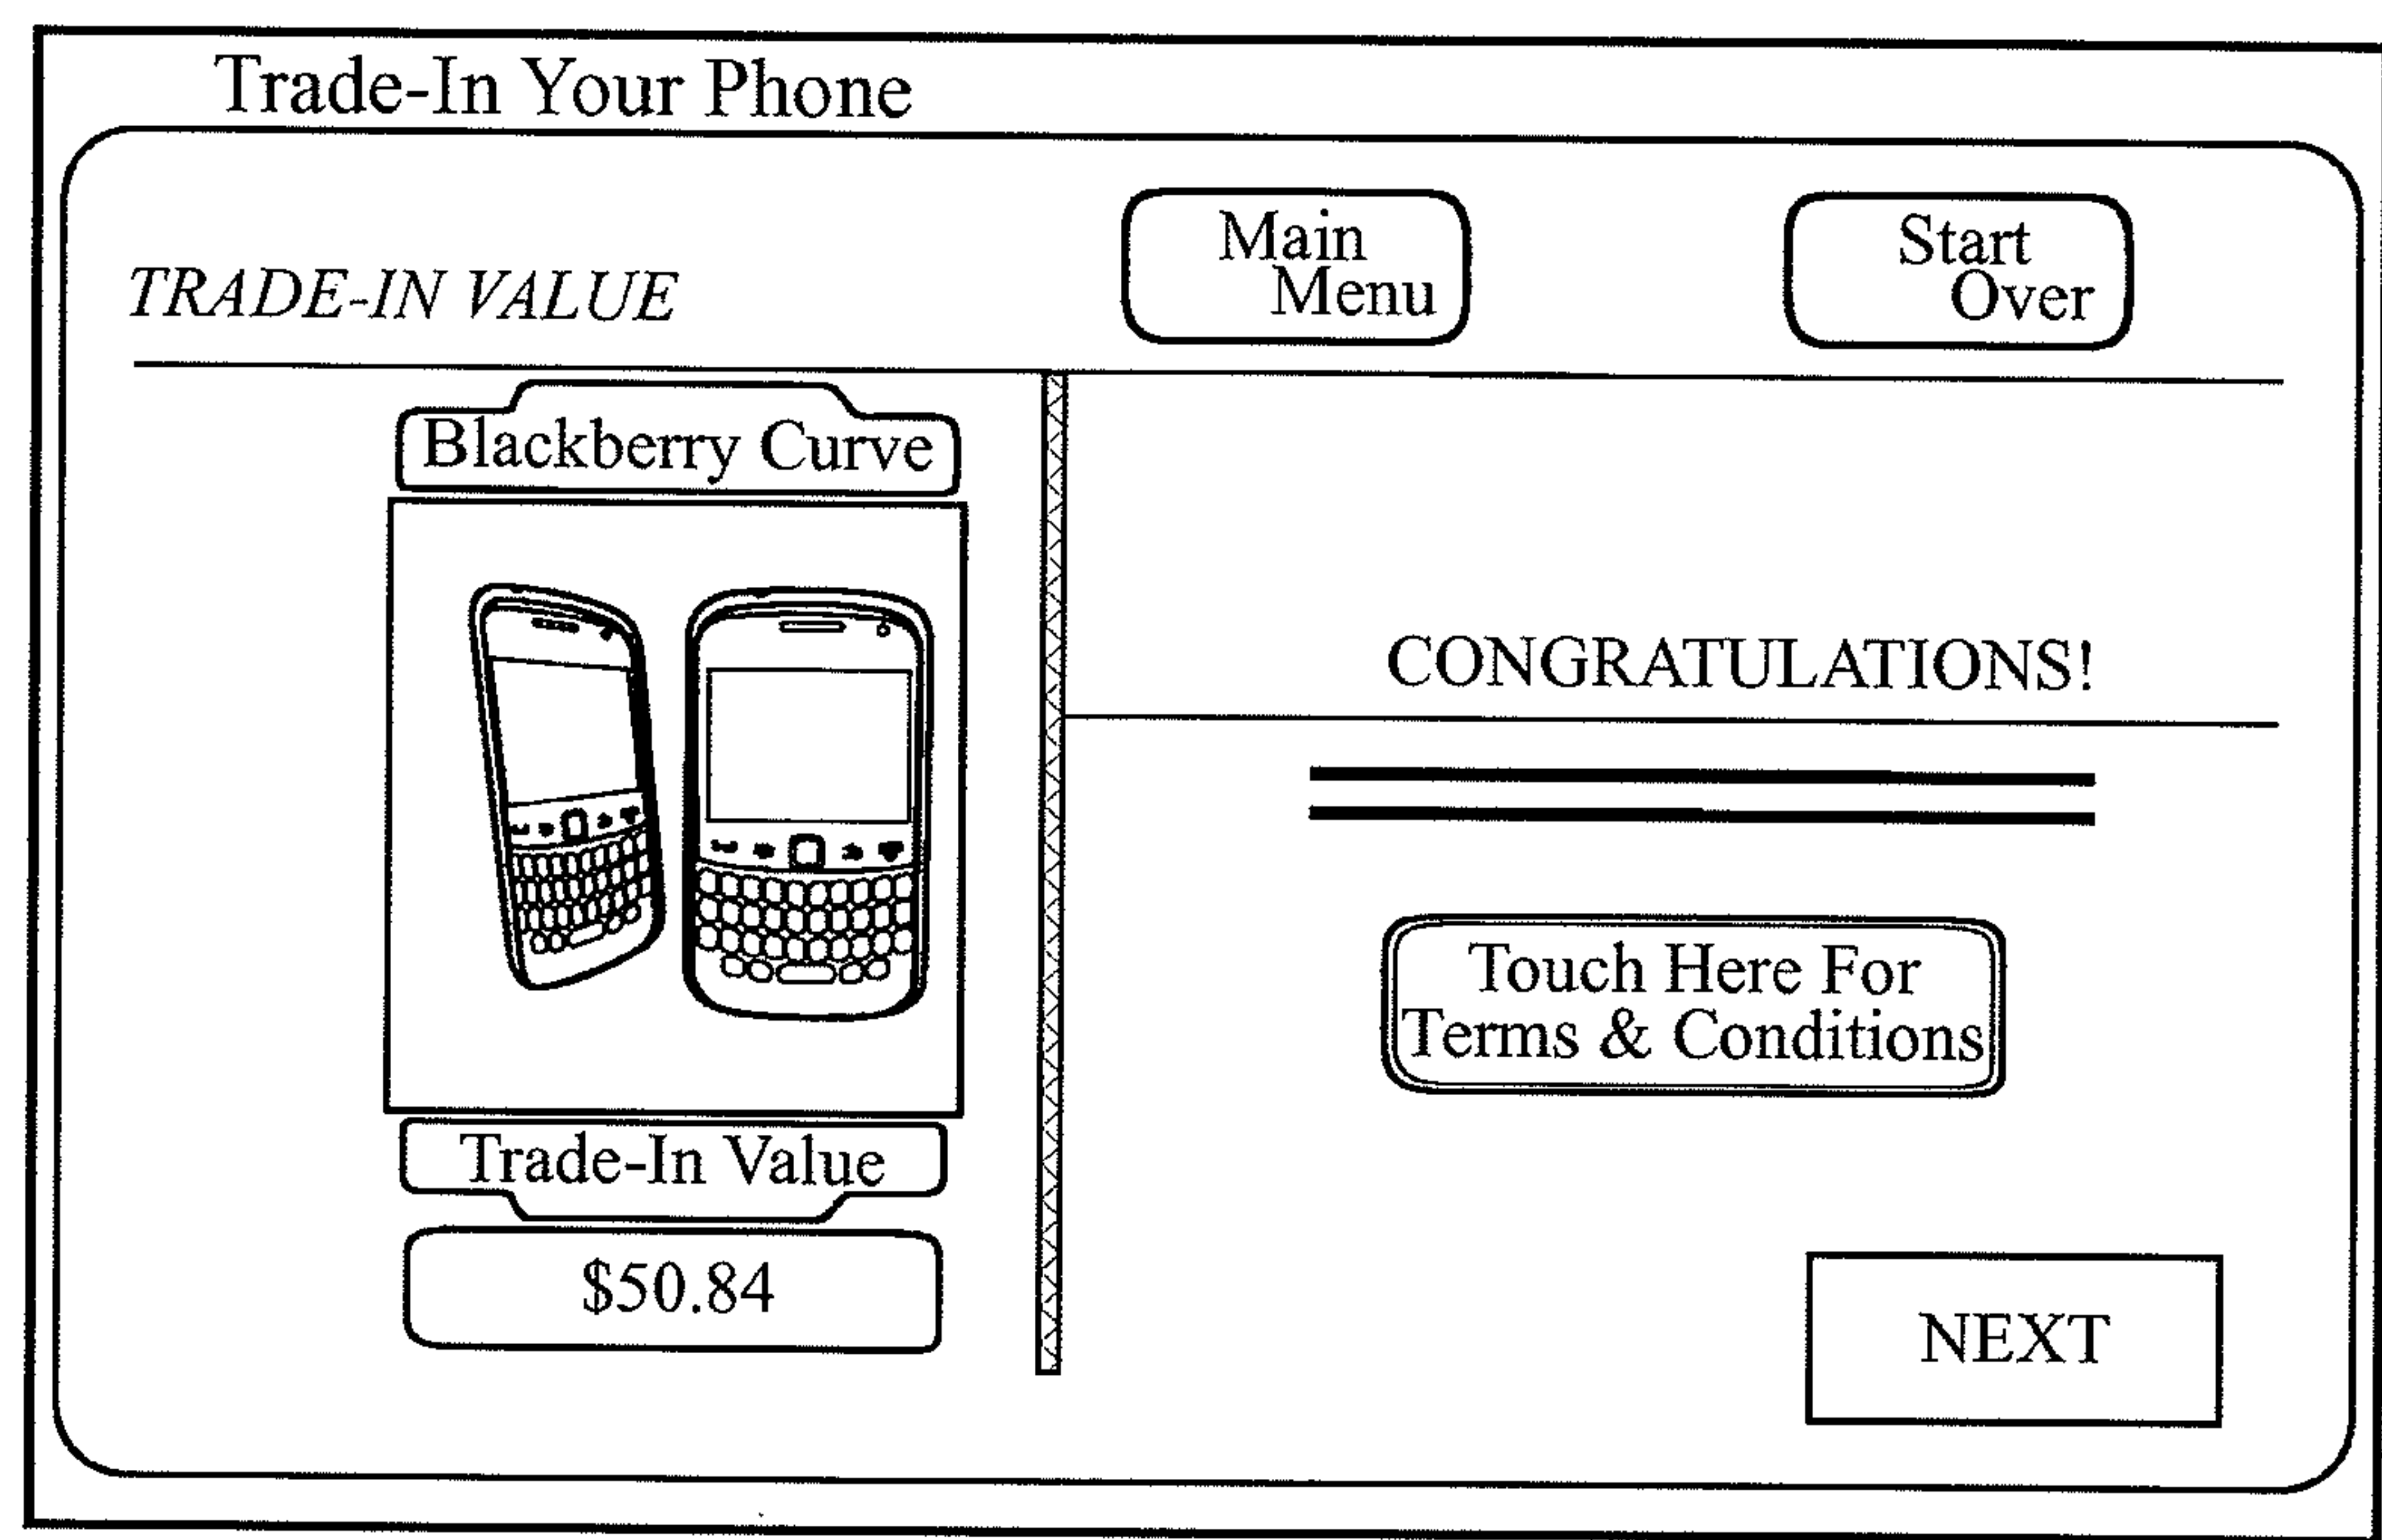 Trade-In Your Phone
TRADE-IN VALUE
Main
Menu
Start
Over
Blackberry Curve
Trade-In Value
$50.84
CONGRATULATIONS!
Touch Here For
Terms & Conditions
NEXT